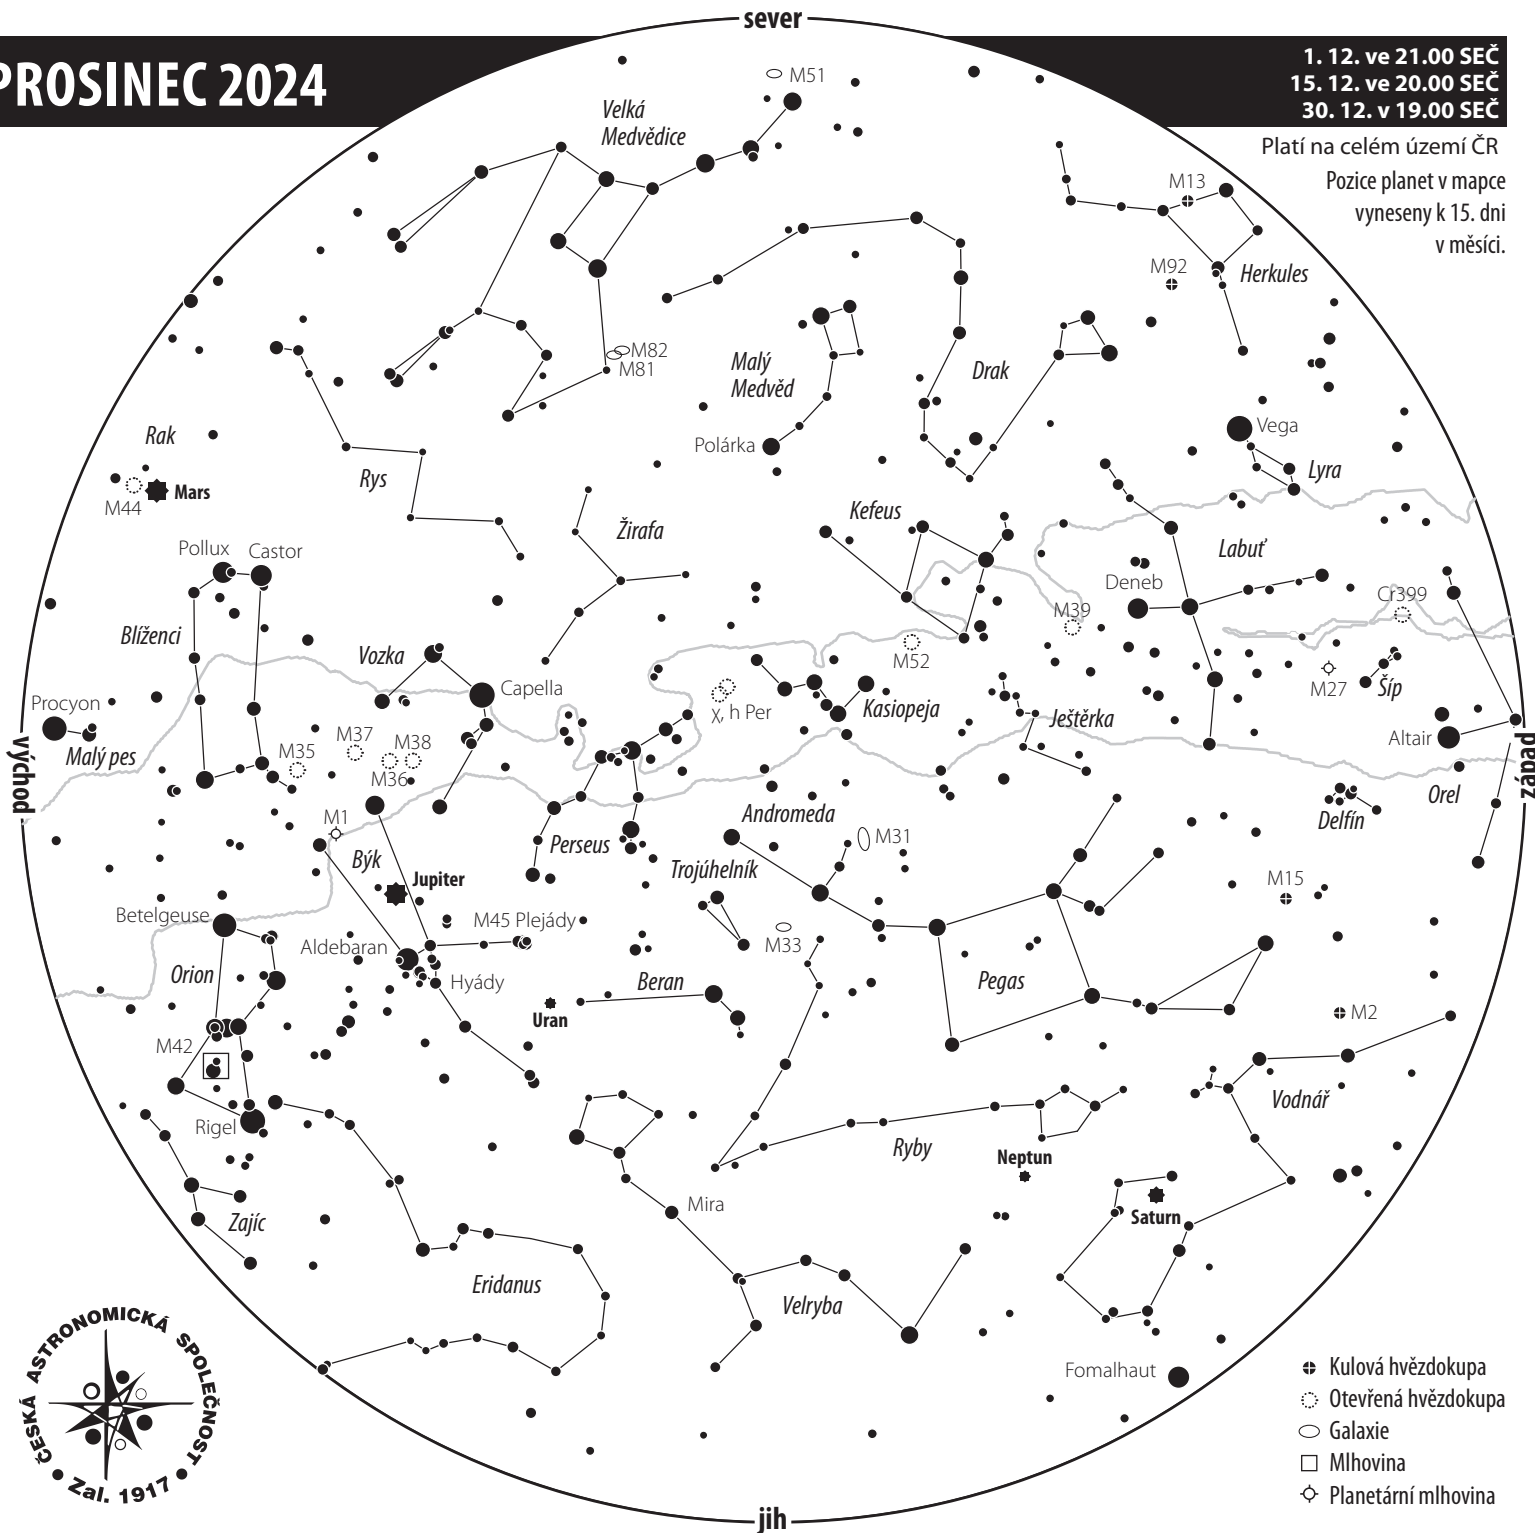 sever
PROSINEC 2024
1. 12. ve 21.00 SEČ
15. 12. ve 20.00 SEČ
30. 12. v 19.00 SEČ
Platí na celém území ČR
Pozice planet v mapce
vyneseny k 15. dni
v měsíci.
M51
Velká
Medvědice
M13
M92
Herkules
M82
M81
Malý
Medvěd
Drak
Polárka
Vega
Lyra
Rak
Mars
M44
Rys
Žirafa
Kefeus
Labuť
Pollux
Castor
Deneb
M39
Cr399
Blíženci
Vozka
Capella
M52
M27
Šíp
χ, h Per
Kasiopeja
Ještěrka
Procyon
Malý pes
M35
M37
M38
M36
Altair
východ
západ
M1
Býk
Jupiter
Perseus
Andromeda
M31
Trojúhelník
Delfín
Orel
M15
Betelgeuse
M45 Plejády
M33
Aldebaran
Hyády
Orion
Beran
Pegas
Uran
M2
M42
Rigel
Vodnář
Ryby
Neptun
Saturn
Mira
Zajíc
Eridanus
Velryba
Fomalhaut
ČESKÁ ASTRONOMICKÁ SPOLEČNOST
Zal. 1917
Kulová hvězdokupa
Otevřená hvězdokupa
Galaxie
Mlhovina
Planetární mlhovina
jih